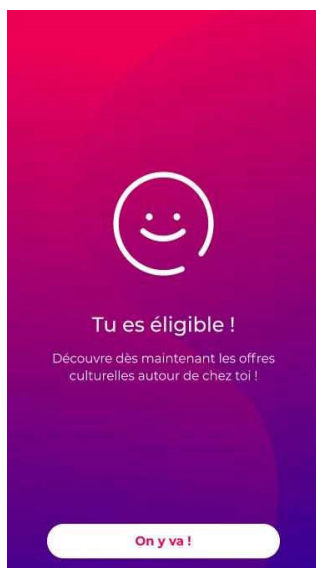 Tu es éligible !
Découvre dès maintenant les offres
culturelles autour de chez toi !
On y va !